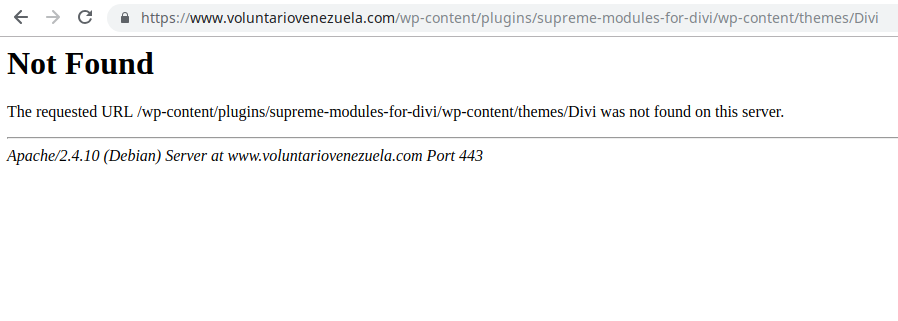 https://www.voluntariovenezuela.com/wp-content/plugins/supreme-modules-for-divi/wp-content/themes/Divi
Not Found
The requested URL /wp-content/plugins/supreme-modules-for-divi/wp-content/themes/Divi was not found on this server.
Apache/2.4.10 (Debian) Server at www.voluntariovenezuela.com Port 443